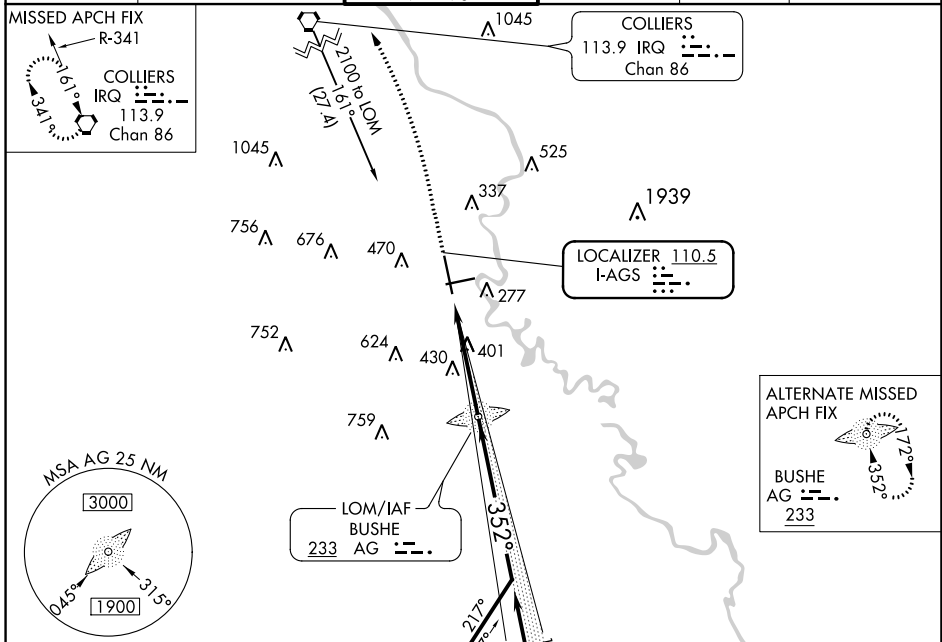 MISSED APCH FIX
R-341
161°
341°
COLLIERS
IRQ
113.9
Chan 86
2100 to LOM
161°
(27.4)
1045
COLLIERS
113.9 IRQ
Chan 86
1045
525
337
1939
756
676
470
LOCALIZER 110.5
I-AGS
277
752
624
430
401
759
ALTERNATE MISSED
APCH FIX
172°
352°
BUSHE
AG
233
MSA AG 25 NM
3000
045°
315°
1900
LOM/IAF
BUSHE
233 AG
352°
217°